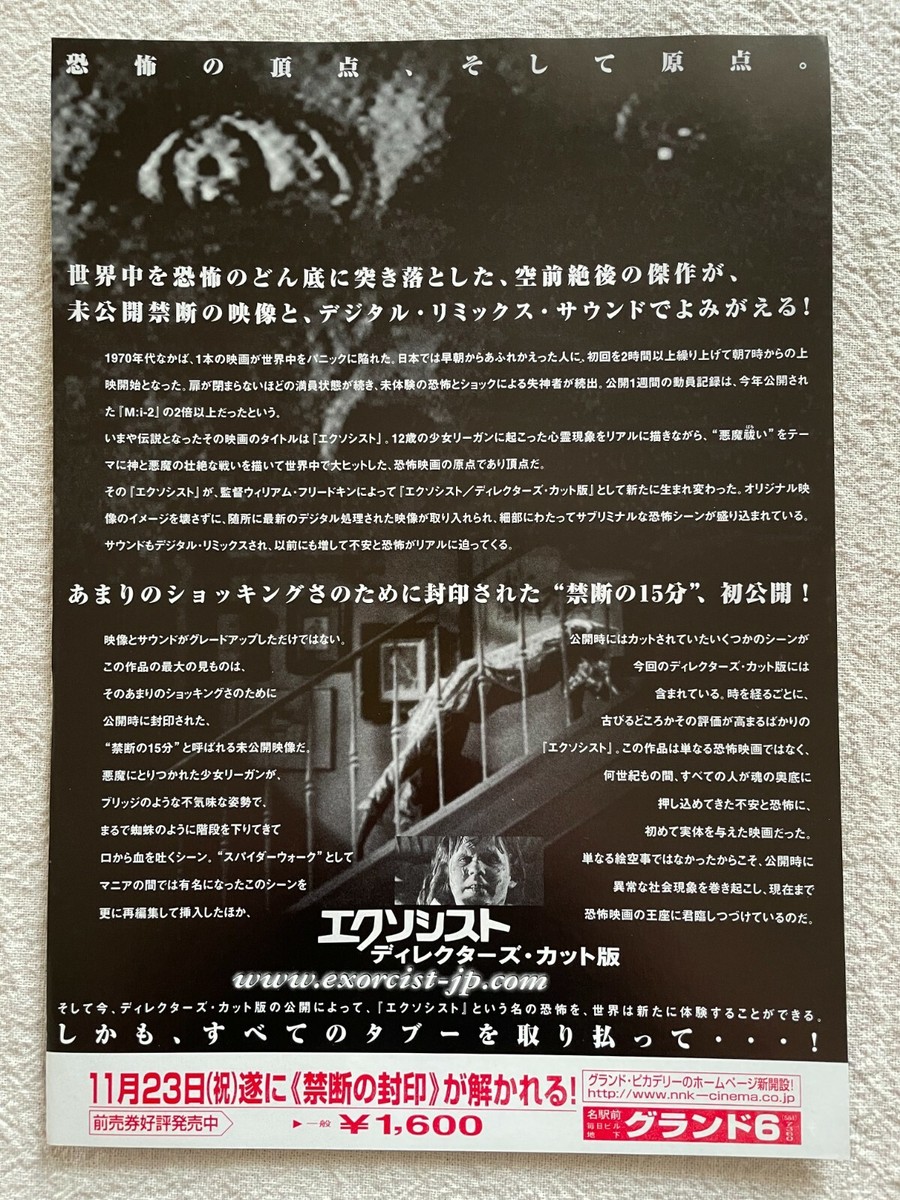 恐怖の頂点、そして原点。
世界中を恐怖のどん底に突き落とした、空前絶後の傑作が、
未公開禁断の映像と、デジタル・リミックス・サウンドでよみがえる!
1970年代なかば、1本の映画が世界中をパニックに陥れた。日本では早朝からあふれかえった人に、初回を2時間以上繰り上げて朝7時からの上
映開始となった。扉が閉まらないほどの満員状態が続き、未体験の恐怖とショックによる失神者が続出。公開1週間の動員記録は、今年公開され
た『M:i-2』の2倍以上だったという。
いまや伝説となったその映画のタイトルは『エクソシスト』。12歳の少女リーガンに起こった心霊現象をリアルに描きながら、“悪魔祓い”をテー
マに神と悪魔の壮絶な戦いを描いて世界中で大ヒットした、恐怖映画の原点であり頂点だ。
その『エクソシスト』が、監督ウィリアム・フリードキンによって『エクソシスト/ディレクターズ・カット版』として新たに生まれ変わった。オリジナル映
像のイメージを壊さずに、随所に最新のデジタル処理された映像が取り入れられ、細部にわたってサブリミナルな恐怖シーンが盛り込まれている。
サウンドもデジタル・リミックスされ、以前にも増して不安と恐怖がリアルに迫ってくる。
あまりのショッキングさのために封印された“禁断の15分”、初公開!
映像とサウンドがグレードアップしただけではない。
この作品の最大の見ものは、
そのあまりのショッキングさのために
公開時に封印された、
“禁断の15分”と呼ばれる未公開映像だ。
悪魔にとりつかれた少女リーガンが、
ブリッジのような不気味な姿勢で、
まるで蜘蛛のように階段を下りてきて
口から血を吐くシーン。“スパイダーウォーク”として
マニアの間では有名になったこのシーンを
更に再編集して挿入したほか、
公開時にはカットされていたいくつかのシーンが
今回のディレクターズ・カット版には
含まれている。時を経るごとに、
古びるどころかその評価が高まるばかりの
『エクソシスト』。この作品は単なる恐怖映画ではなく、
何世紀もの間、すべての人が魂の奥底に
押し込めてきた不安と恐怖に、
初めて実体を与えた映画だった。
単なる絵空事ではなかったからこそ、公開時に
異常な社会現象を巻き起こし、現在まで
恐怖映画の王座に君臨しつづけているのだ。
エクソシスト
ディレクターズ・カット版
www.exorcist-jp.com
そして今、ディレクターズ・カット版の公開によって、『エクソシスト』という名の恐怖を、世界は新たに体験することができる。
しかも、すべてのタブーを取り払って・・・!
11月23日(祝)遂に《禁断の封印》が解かれる!
前売券好評発売中
▶一般 ¥1,600
グランド・ピカデリーのホームページ新開設!
http://www.nnk-cinema.co.jp
名駅前
毎日ビル
地下
グランド6